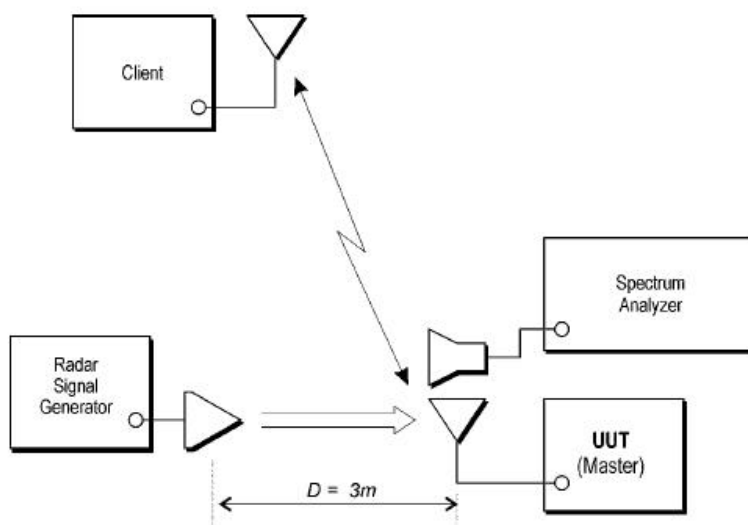 Client
Spectrum
Analyzer
Radar
Signal
Generator
UUT
(Master)
D = 3m